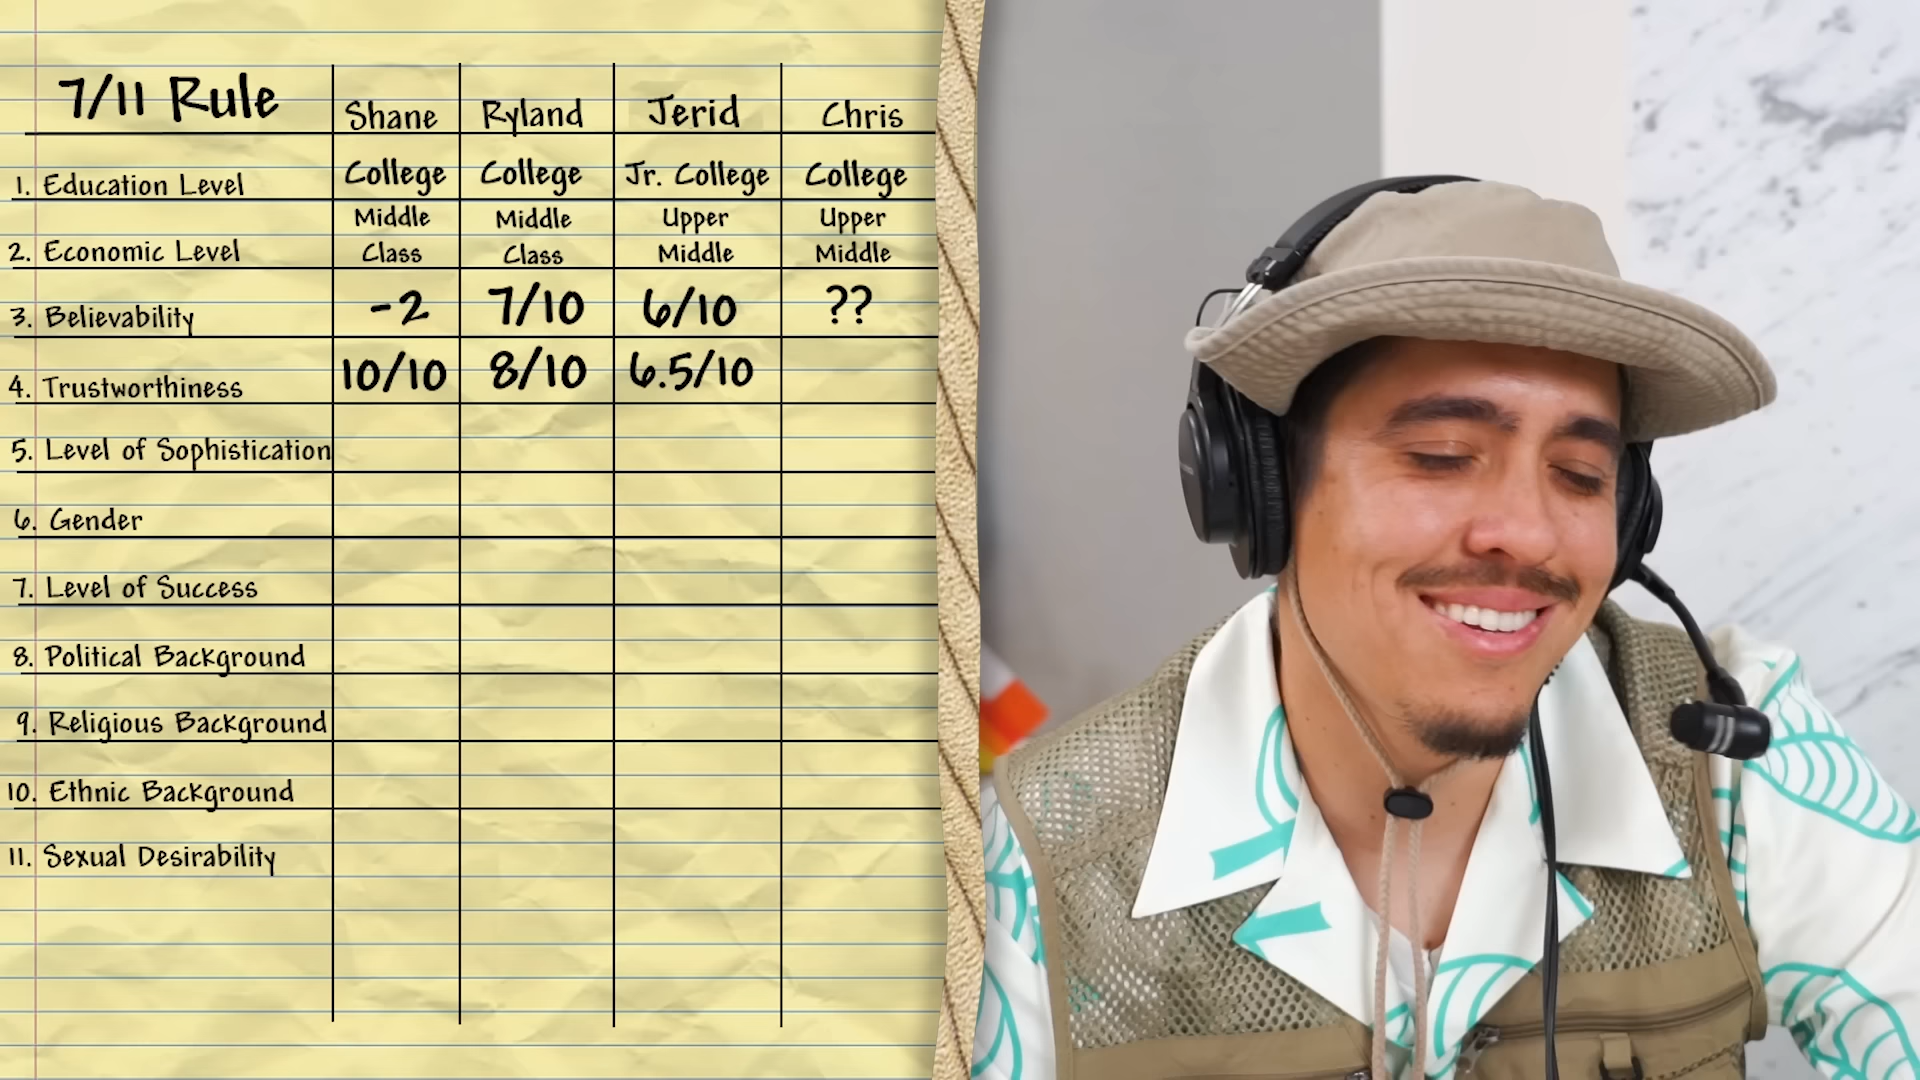 7/11 Rule Shane Ryland Jerid Chris
1. Education Level College College Jr. College College
2. Economic Level Middle Class Middle Class Upper Middle Upper Middle
3. Believability -2 7/10 6/10 ??
4. Trustworthiness 10/10 8/10 6.5/10
5. Level of Sophistication
6. Gender
7. Level of Success
8. Political Background
9. Religious Background
10. Ethnic Background
11. Sexual Desirability